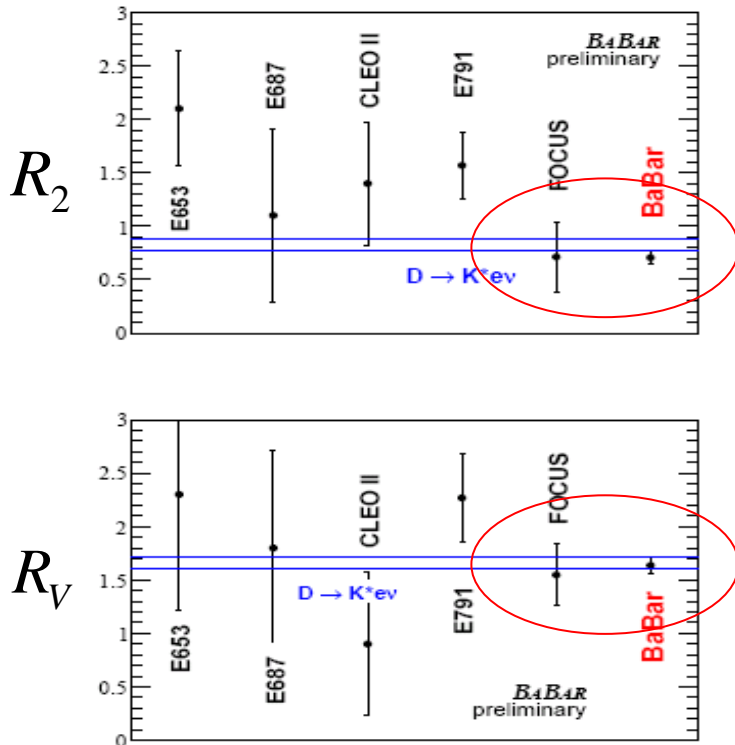 3
2.5
2
1.5
1
0.5
0
R2
E653
E687
CLEO II
E791
FOCUS
BaBar
BABAR
preliminary
D → K*eν
3
2.5
2
1.5
1
0.5
0
RV
E653
E687
CLEO II
E791
FOCUS
BaBar
D → K*eν
BABAR
preliminary